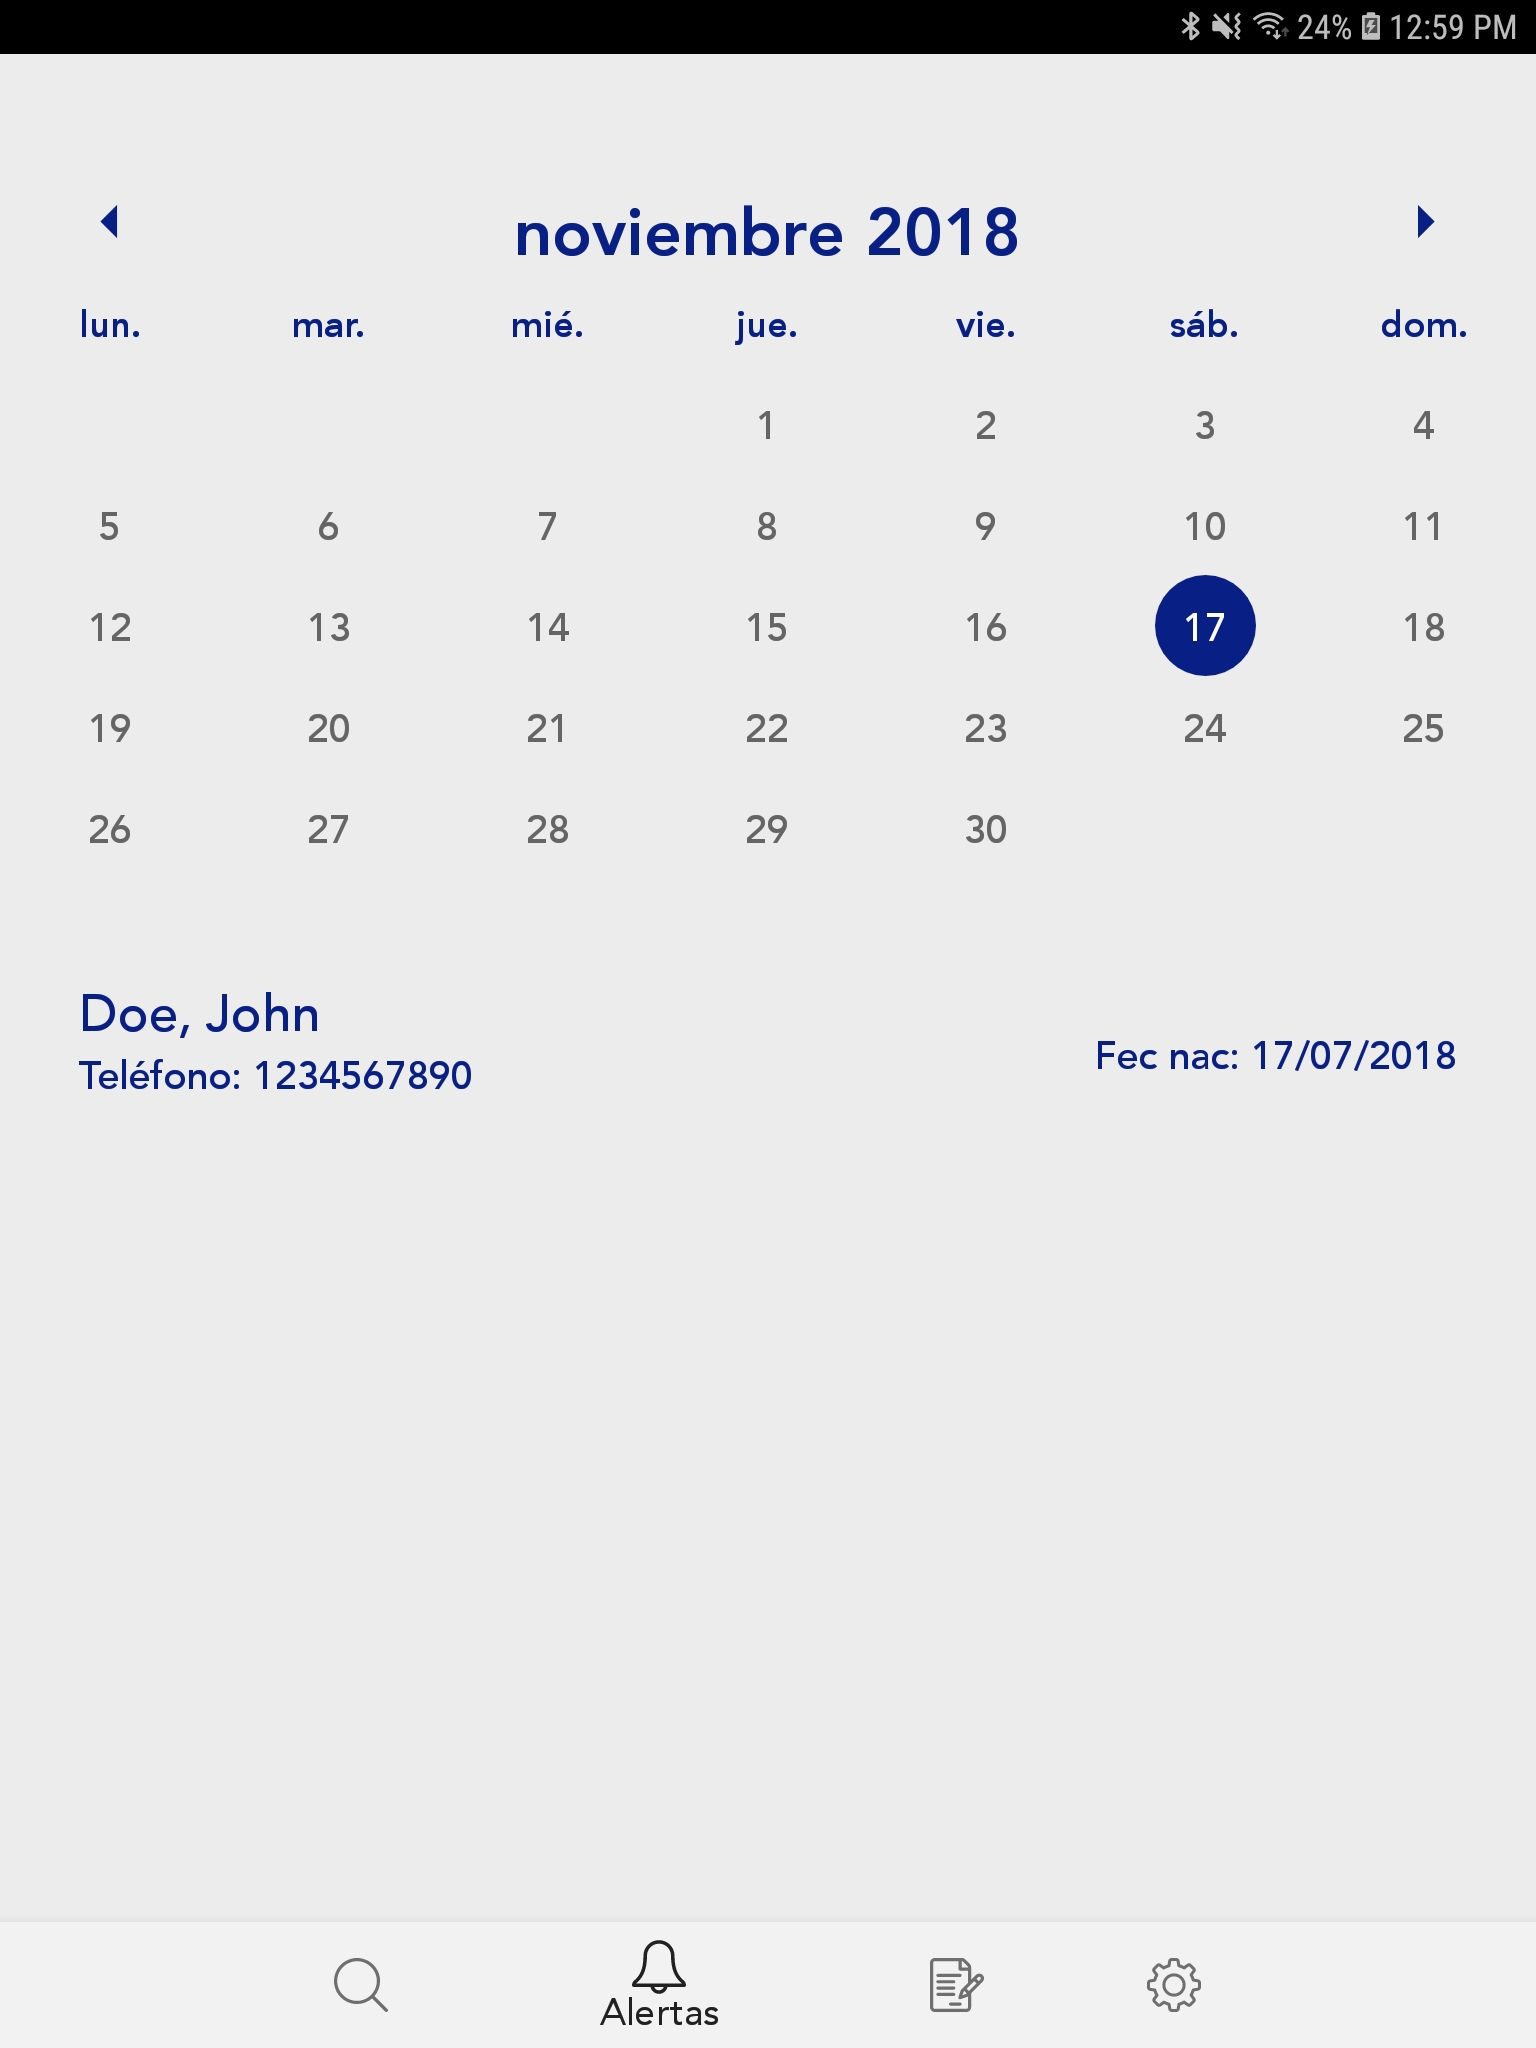 24% 12:59 PM
noviembre 2018
lun. mar. mié. jue. vie. sáb. dom.
1 2 3 4
5 6 7 8 9 10 11
12 13 14 15 16 17 18
19 20 21 22 23 24 25
26 27 28 29 30
Doe, John
Teléfono: 1234567890
Fec nac: 17/07/2018
Alertas